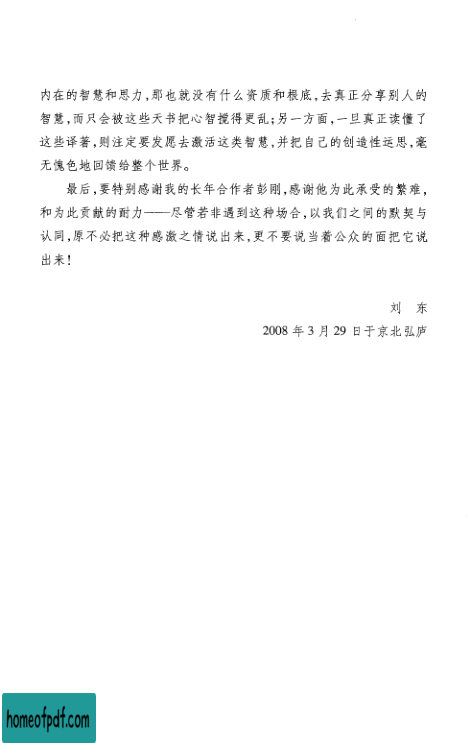 内在的智慧和思力,那也就没有什么资质和根底,去真正分享别人的
智慧,而只会被这些天书把心智搅得更乱;另一方面,一旦真正读懂了
这些译著,则注定要发愿去激活这类智慧,并把自己的创造性运思,毫
无愧色地回馈给整个世界。
最后,要特别感谢我的长年合作者彭刚,感谢他为此承受的繁难,
和为此贡献的耐力——尽管若非遇到这种场合,以我们之间的默契与
认同,原不必把这种感激之情说出来,更不要说当着公众的面把它说
出来!
刘 东
2008 年 3 月 29 日于京北弘庐
homeofpdf.com